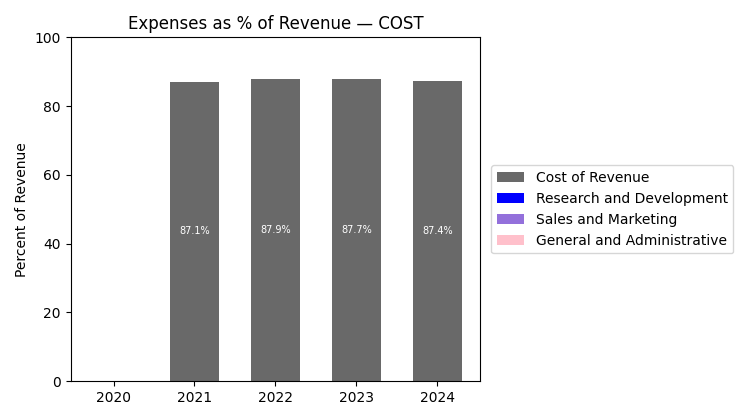 Expenses as % of Revenue — COST
Percent of Revenue
100
80
60
40
20
0
87.1%
87.9%
87.7%
87.4%
2020
2021
2022
2023
2024
Cost of Revenue
Research and Development
Sales and Marketing
General and Administrative